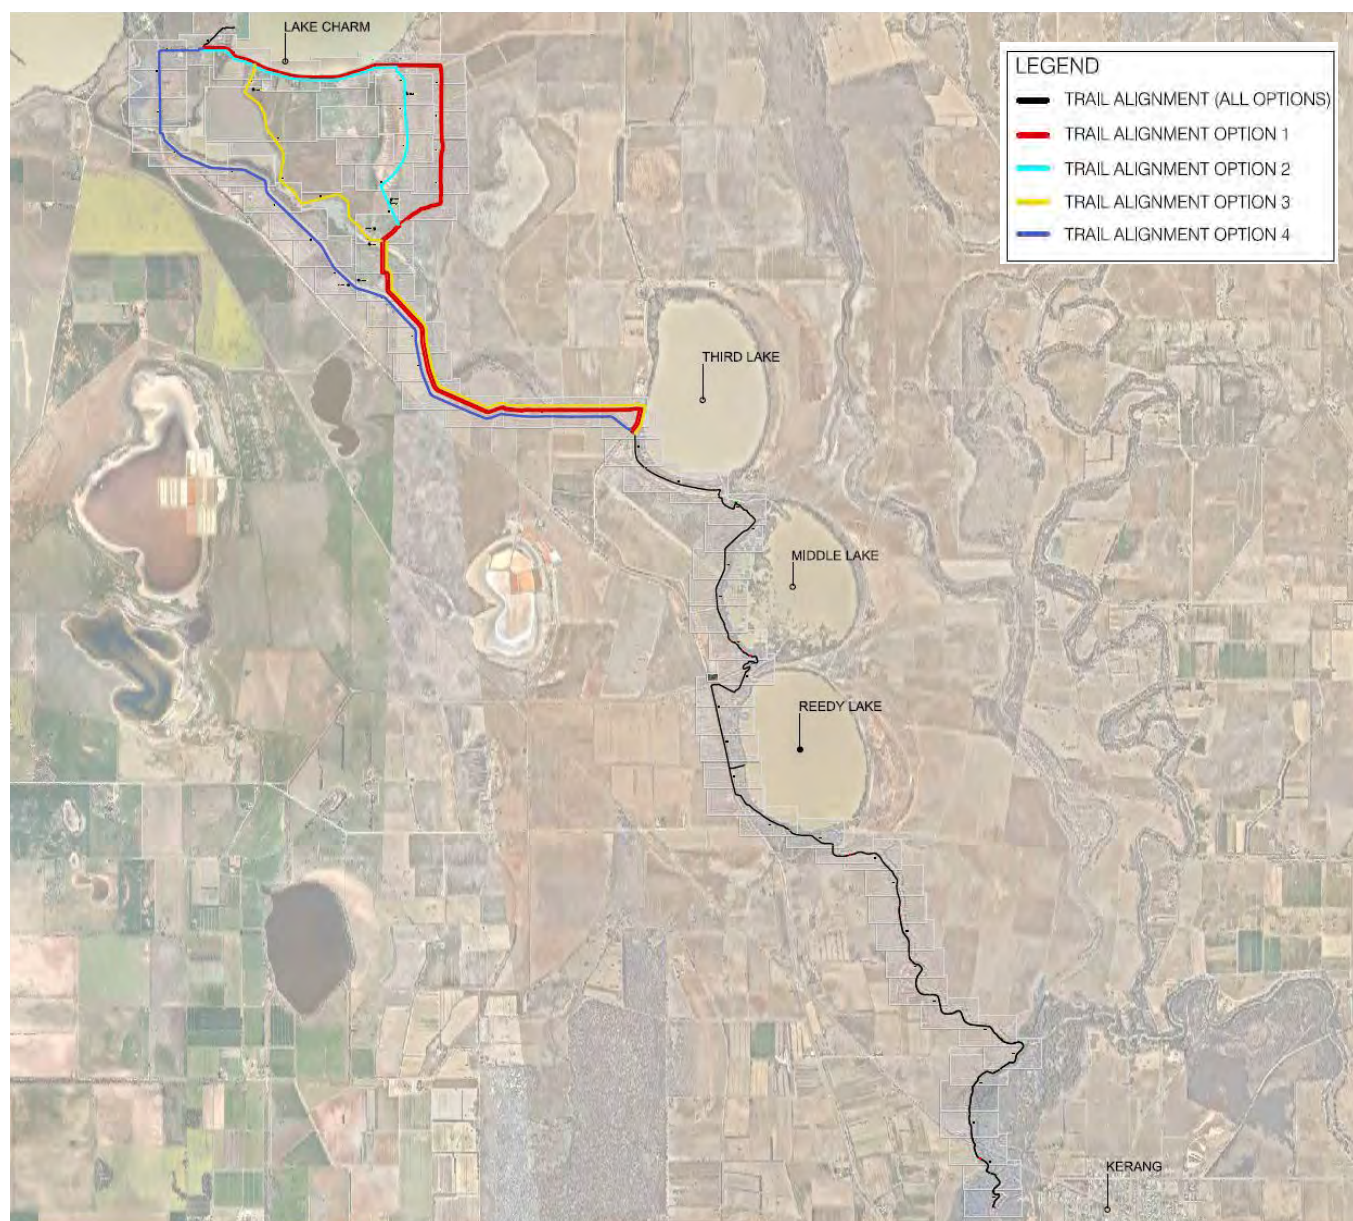 LAKE CHARM
LEGEND
TRAIL ALIGNMENT (ALL OPTIONS)
TRAIL ALIGNMENT OPTION 1
TRAIL ALIGNMENT OPTION 2
TRAIL ALIGNMENT OPTION 3
TRAIL ALIGNMENT OPTION 4
THIRD LAKE
MIDDLE LAKE
REEDY LAKE
KERANG